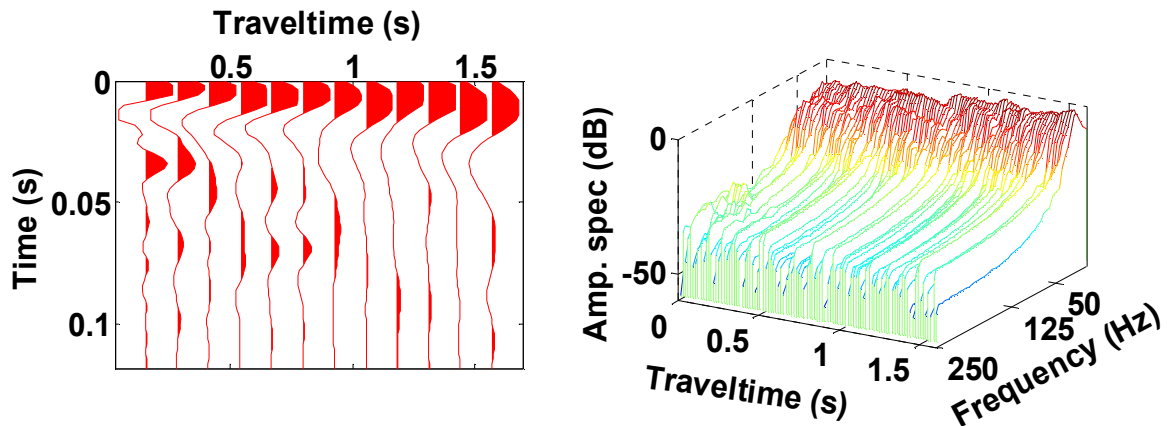 Traveltime (s)
0.5 1 1.5
0
0.05
0.1
Time (s)
0
-50
Amp. spec (dB)
0 0.5 1 1.5
Traveltime (s)
250 125 50
Frequency (Hz)